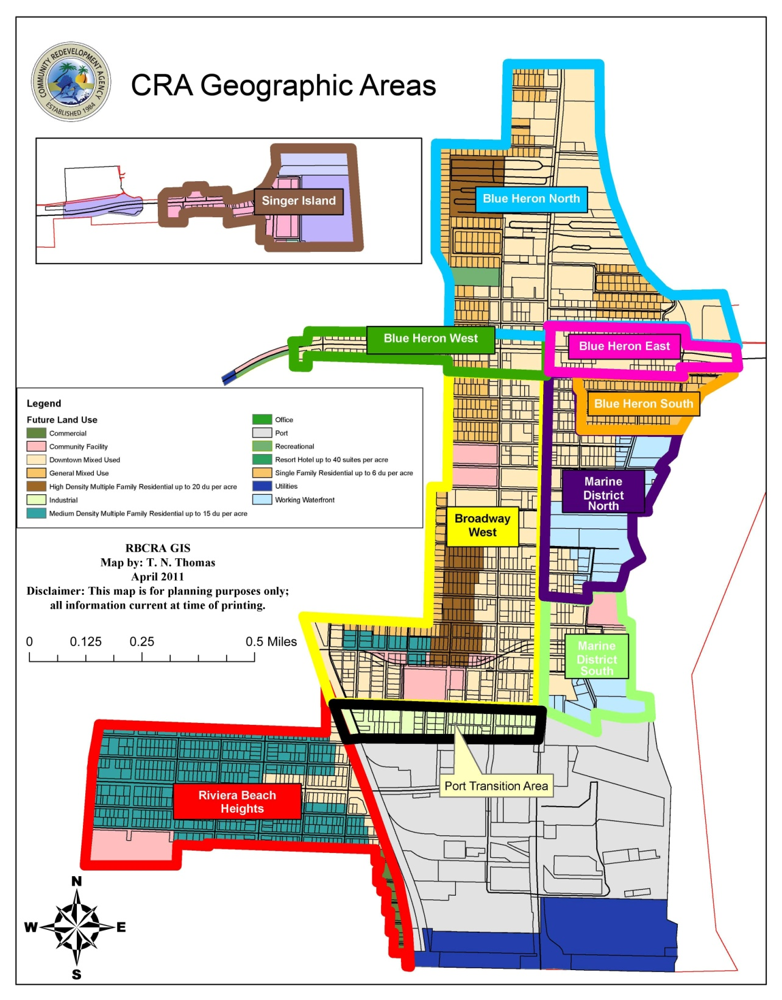 COMMUNITY REDEVELOPMENT AGENCY
ESTABLISHED 1984
CRA Geographic Areas
Singer Island
Blue Heron North
Blue Heron West
Blue Heron East
Blue Heron South
Legend
Future Land Use
Commercial
Community Facility
Downtown Mixed Used
General Mixed Use
High Density Multiple Family Residential up to 20 du per acre
Industrial
Medium Density Multiple Family Residential up to 15 du per acre
Office
Port
Recreational
Resort Hotel up to 40 suites per acre
Single Family Residential up to 6 du per acre
Utilities
Working Waterfront
Marine
District
North
Broadway
West
RBCRA GIS
Map by: T. N. Thomas
April 2011
Disclaimer: This map is for planning purposes only;
all information current at time of printing.
0 0.125 0.25 0.5 Miles
Marine
District
South
Port Transition Area
Riviera Beach
Heights
N
W E
S